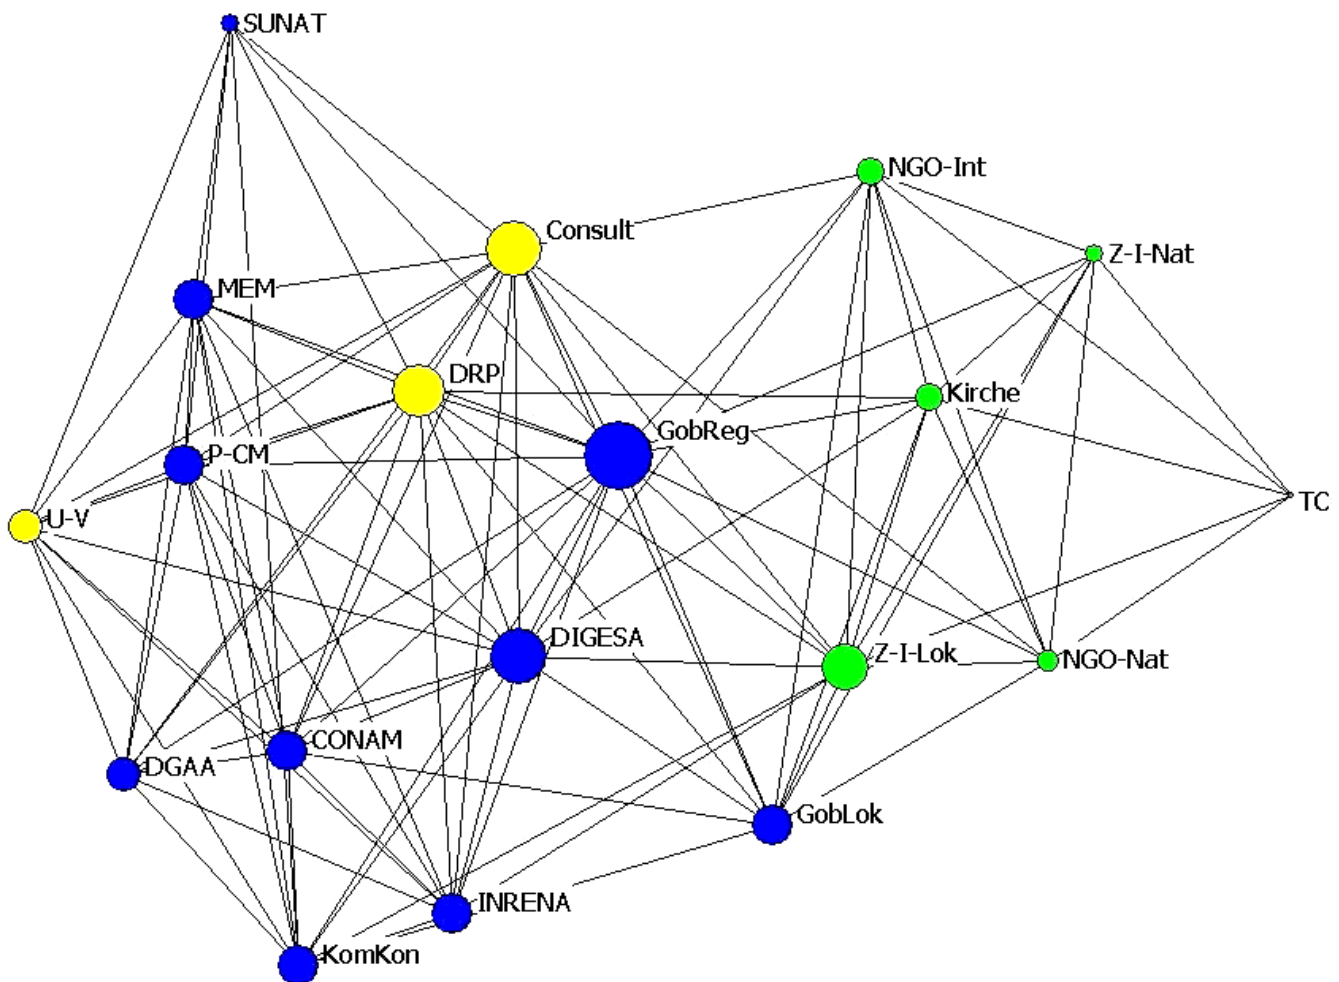 SUNAT
NGO-Int
Consult
Z-I-Nat
MEM
DRP
Kirche
GobReg
P-CM
TC
U-V
DIGESA
Z-I-Lok
NGO-Nat
CONAM
DGAA
GobLok
INRENA
KomKon